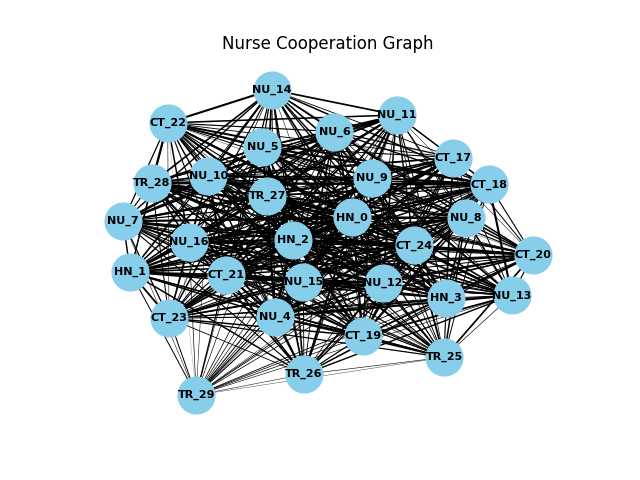 Nurse Cooperation Graph
NU_14
NU_11
CT_22
NU_6
NU_5
CT_17
NU_10
NU_9
TR_28
CT_18
TR_27
HN_0
NU_8
NU_7
NU_16
HN_2
CT_24
CT_20
HN_1
CT_21
NU_15
NU_12
NU_13
HN_3
CT_23
NU_4
CT_19
TR_25
TR_26
TR_29